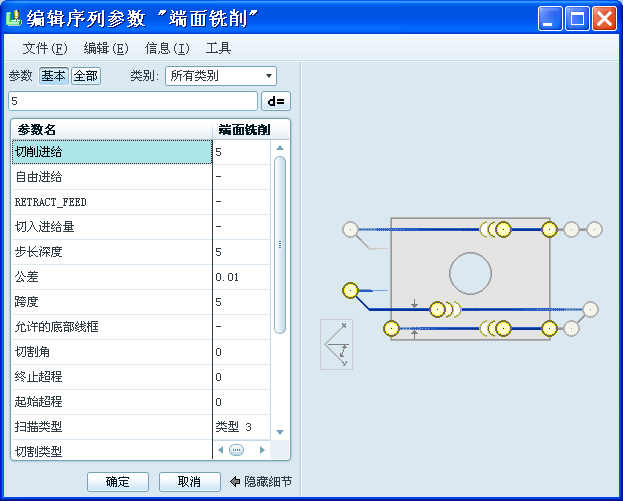 编辑序列参数 "端面铣削"
文件(F) 编辑(E) 信息(I) 工具
参数 基本 全部 类别: 所有类别
5 d=
参数名 端面铣削
切削进给 5
自由进给 -
RETRACT_FEED -
切入进给量 -
步长深度 5
公差 0.01
跨度 5
允许的底部线框 -
切割角 0
终止超程 0
起始超程 0
扫描类型 类型 3
切割类型
x
y
确定 取消 隐藏细节